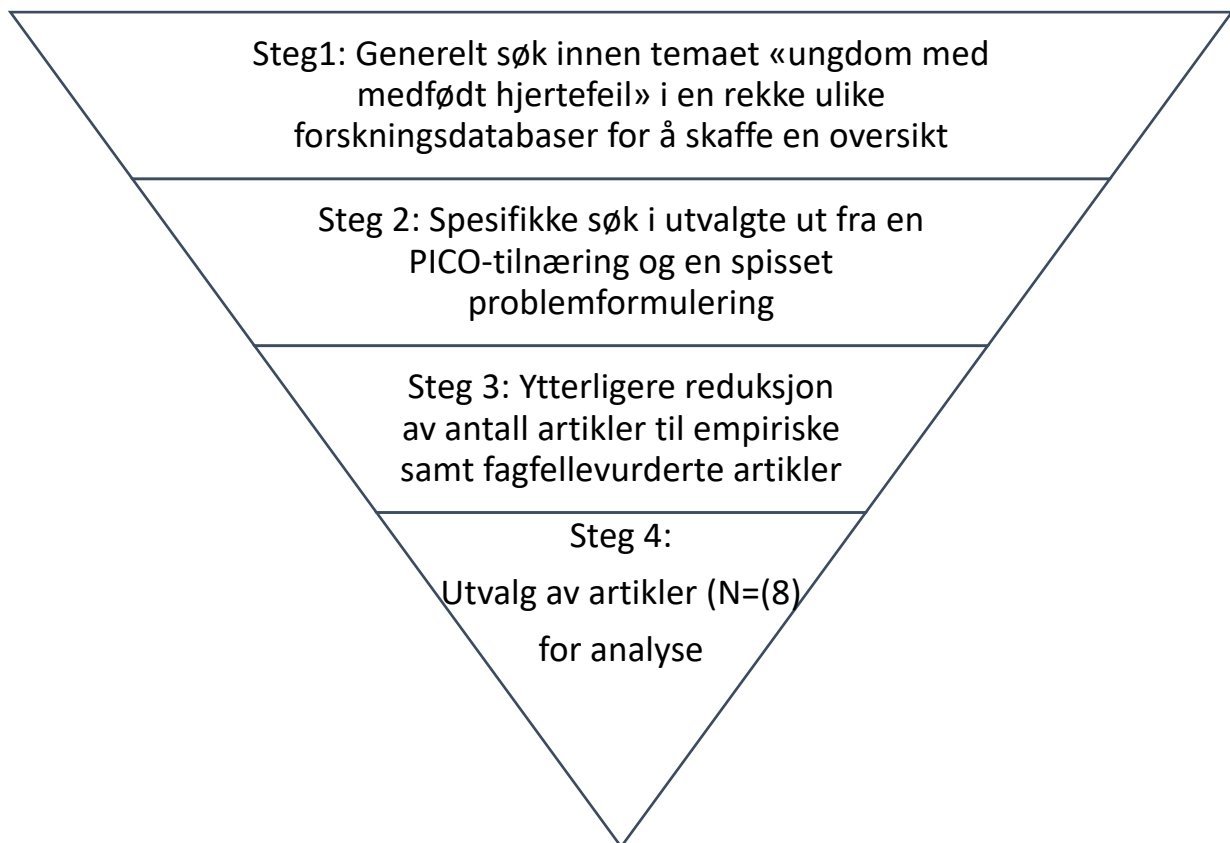 Steg1: Generelt søk innen temaet «ungdom med
medfødt hjertefeil» i en rekke ulike
forskningsdatabaser for å skaffe en oversikt
Steg 2: Spesifikke søk i utvalgte ut fra en
PICO-tilnæring og en spisset
problemformulering
Steg 3: Ytterligere reduksjon
av antall artikler til empiriske
samt fagfellevurderte artikler
Steg 4:
Utvalg av artikler (N=(8)
for analyse